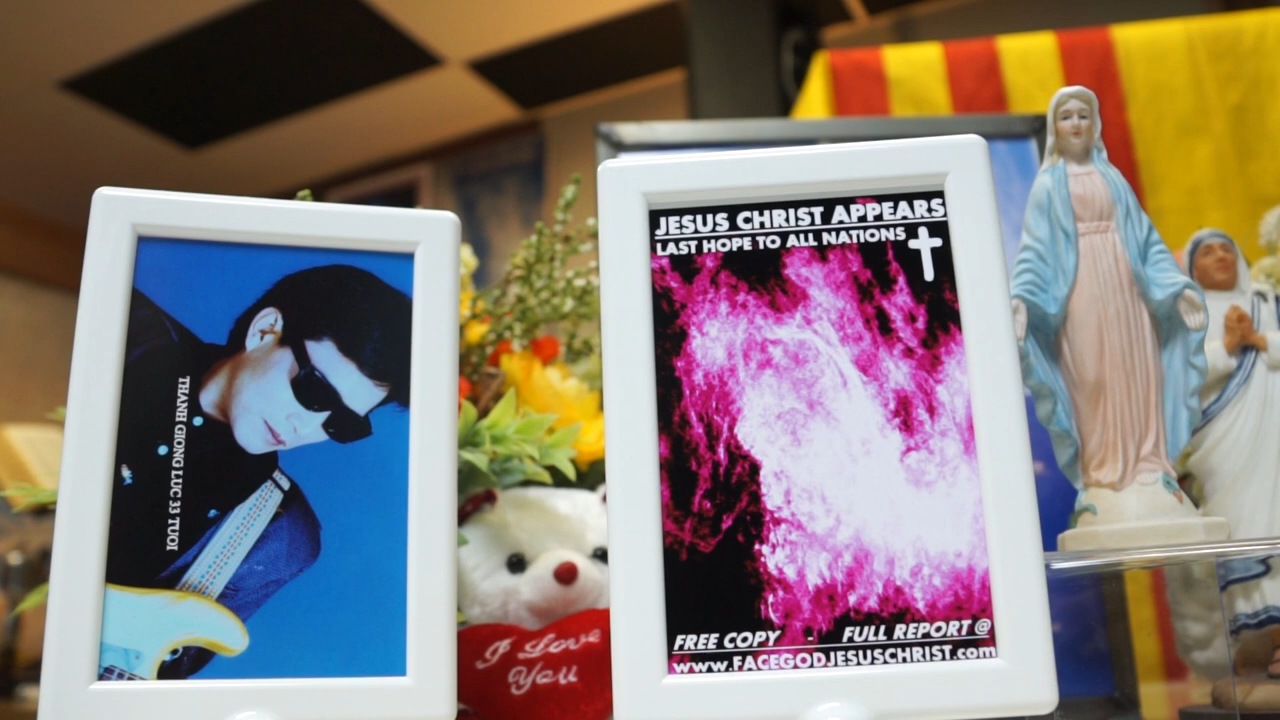 THANH GIONG LUC 33 TUOI
JESUS CHRIST APPEARS
LAST HOPE TO ALL NATIONS
FREE COPY - FULL REPORT @
www.FACEGODJESUSCHRIST.com
I Love
You